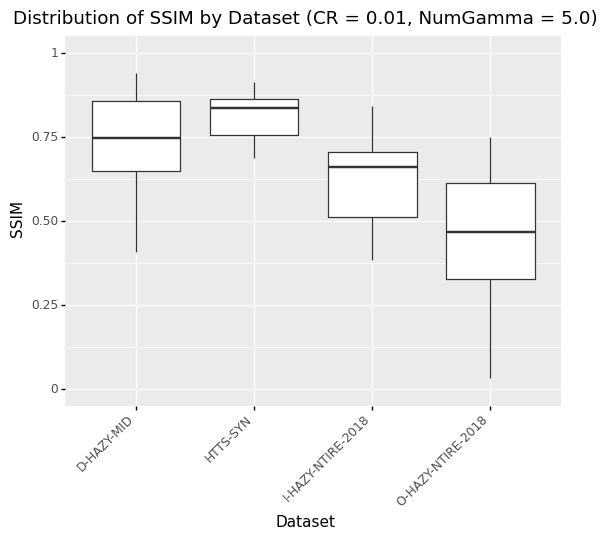 Distribution of SSIM by Dataset (CR = 0.01, NumGamma = 5.0)
1
0.75
0.50
0.25
0
SSIM
D-HAZY-MID
HTTS-SYN
I-HAZY-NTIRE-2018
O-HAZY-NTIRE-2018
Dataset